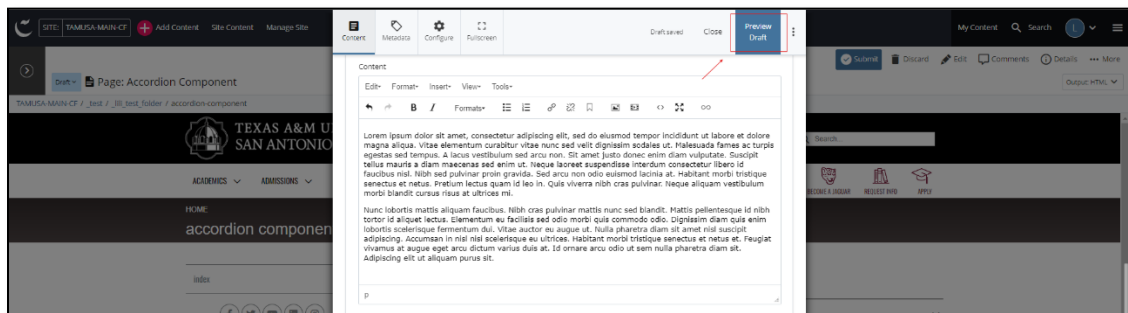 SITE: TAMUSA-MAIN-CF Add Content Site Content Manage Site
Content Metadata Configure Fullscreen Draft saved Close Preview Draft
My Content Search L
Submit Discard Edit Comments Details More
Draft Page: Accordion Component
Output: HTML
TAMUSA-MAIN-CF / _test / _lili_test_folder / accordion-component
Content
Edit Format Insert View Tools
B I Formats
TEXAS A&M U
SAN ANTONIO
Search...
ACADEMICS ADMISSIONS
BECOME A JAGUAR REQUEST INFO APPLY
HOME
accordion componen
index
Lorem ipsum dolor sit amet, consectetur adipiscing elit, sed do eiusmod tempor incididunt ut labore et dolore
magna aliqua. Vitae elementum curabitur vitae nunc sed velit dignissim sodales ut. Malesuada fames ac turpis
egestas sed tempus. A lacus vestibulum sed arcu non. Sit amet justo donec enim diam vulputate. Suscipit
tellus mauris a diam maecenas sed enim ut. Neque laoreet suspendisse interdum consectetur libero id
faucibus nisl. Nibh sed pulvinar proin gravida. Sed arcu non odio euismod lacinia at. Habitant morbi tristique
senectus et netus. Pretium lectus quam id leo in. Quis viverra nibh cras pulvinar. Neque aliquam vestibulum
morbi blandit cursus risus at ultrices mi.
Nunc lobortis mattis aliquam faucibus. Nibh cras pulvinar mattis nunc sed blandit. Mattis pellentesque id nibh
tortor id aliquet lectus. Elementum eu facilisis sed odio morbi quis commodo odio. Dignissim diam quis enim
lobortis scelerisque fermentum dui. Vitae auctor eu augue ut. Nulla pharetra diam sit amet nisl suscipit
adipiscing. Accumsan in nisl nisi scelerisque eu ultrices. Habitant morbi tristique senectus et netus et. Feugiat
vivamus at augue eget arcu dictum varius duis at. Id ornare arcu odio ut sem nulla pharetra diam sit.
Adipiscing elit ut aliquam purus sit.
p